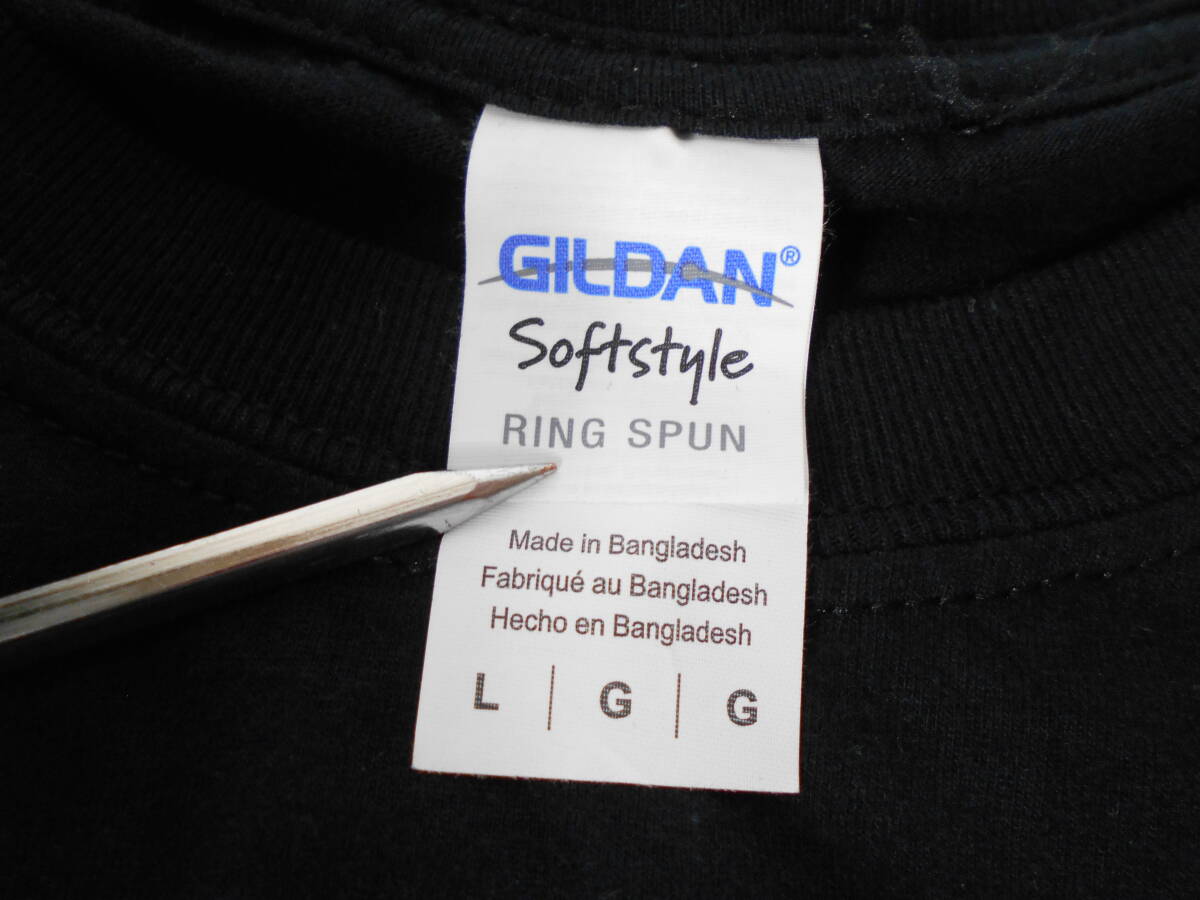 GILDAN®
Softstyle
RING SPUN
Made in Bangladesh
Fabriqué au Bangladesh
Hecho en Bangladesh
L | G | G